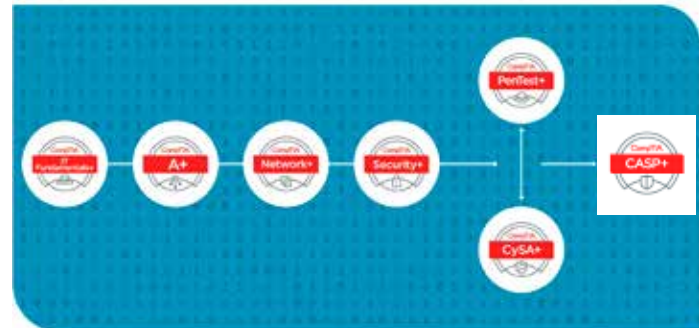 CompTIA
IT
Fundamentals+
CompTIA
A+
CompTIA
Network+
CompTIA
Security+
CompTIA
PenTest+
CompTIA
CySA+
CompTIA
CASP+